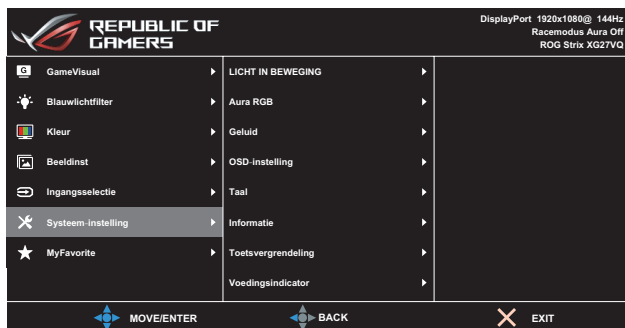 REPUBLIC OF
GAMERS
DisplayPort 1920x1080@ 144Hz
Racemodus Aura Off
ROG Strix XG27VQ
G GameVisual
Blauwlichtfilter
Kleur
Beeldinst
Ingangsselectie
Systeem-instelling
MyFavorite
LICHT IN BEWEGING
Aura RGB
Geluid
OSD-instelling
Taal
Informatie
Toetsvergrendeling
Voedingsindicator
MOVE/ENTER
BACK
EXIT